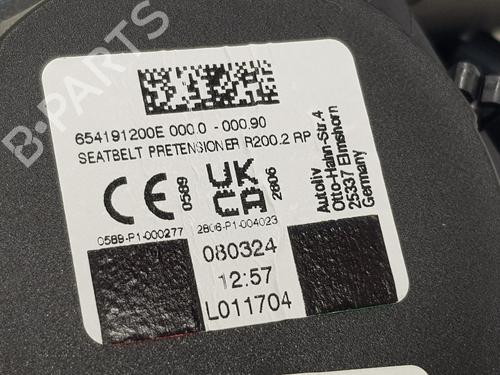 654191200E 000.0 -000.90
SEATBELT PRETENSIONER R200.2 RP
CE
0589
UK
CA
2806
0589-P1-000277
2806-P1-004023
Autoliv
Otto-Hahn-Str.4
25337 Elmshorn
Germany
080324
12:57
L011704
B-PARTS